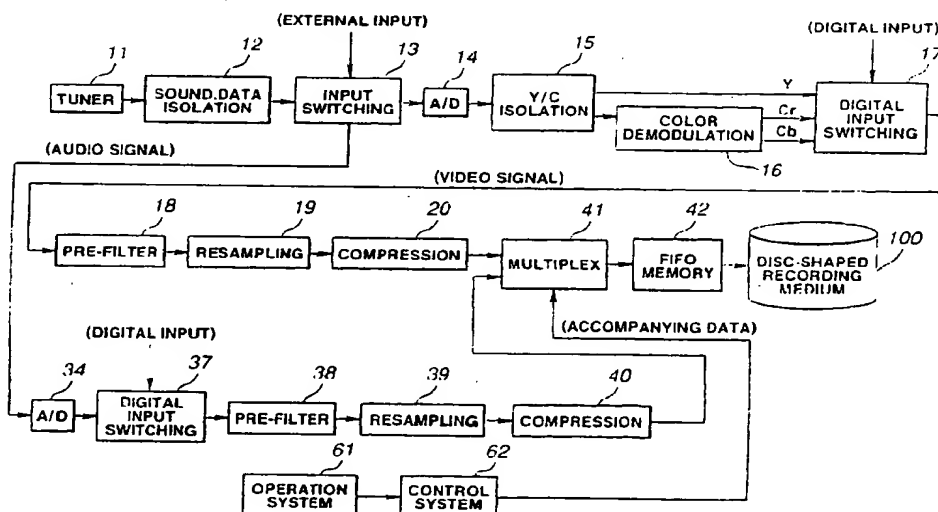 (EXTERNAL INPUT)
(DIGITAL INPUT)
11
12
13
14
15
17
TUNER
SOUND.DATA
ISOLATION
INPUT
SWITCHING
A/D
Y/C
ISOLATION
Y
Cr
Cb
COLOR
DEMODULATION
16
DIGITAL
INPUT
SWITCHING
(AUDIO SIGNAL)
(VIDEO SIGNAL)
18
19
20
41
42
100
PRE-FILTER
RESAMPLING
COMPRESSION
MULTIPLEX
FIFO
MEMORY
DISC-SHAPED
RECORDING
MEDIUM
(ACCOMPANYING DATA)
(DIGITAL INPUT)
34
37
38
39
40
A/D
DIGITAL
INPUT
SWITCHING
PRE-FILTER
RESAMPLING
COMPRESSION
61
62
OPERATION
SYSTEM
CONTROL
SYSTEM